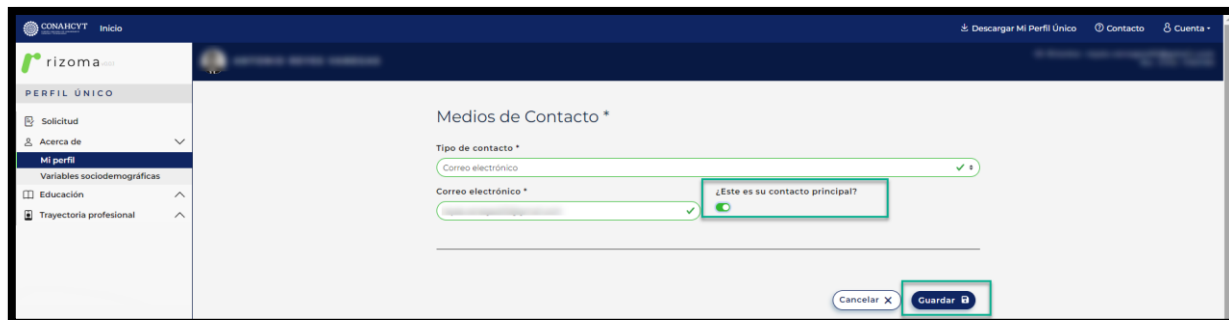 CONAHCYT Inicio
Descargar Mi Perfil Único Contacto Cuenta
rizoma
PERFIL ÚNICO
Solicitud
Acerca de
Mi perfil
Variables sociodemográficas
Educación
Trayectoria profesional
Medios de Contacto *
Tipo de contacto *
Correo electrónico
Correo electrónico * ¿Este es su contacto principal?
Cancelar X Guardar